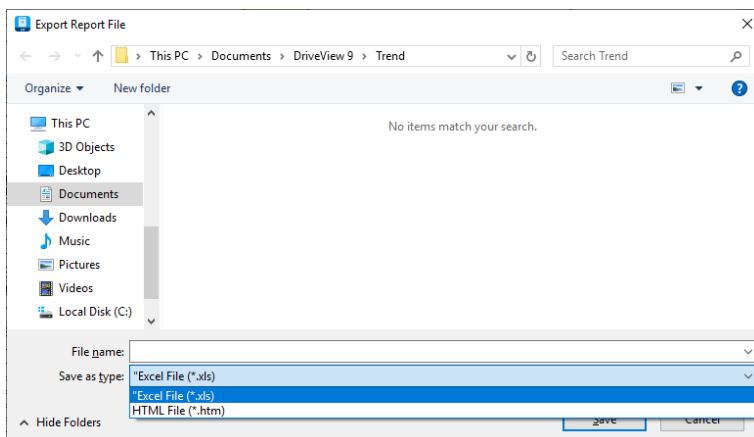 Export Report File
This PC > Documents > DriveView 9 > Trend
Search Trend
Organize
New folder
This PC
3D Objects
Desktop
Documents
Downloads
Music
Pictures
Videos
Local Disk (C:)
No items match your search.
File name:
Save as type: "Excel File (*.xls)
"Excel File (*.xls)
HTML File (*.htm)
Hide Folders
Save
Cancel